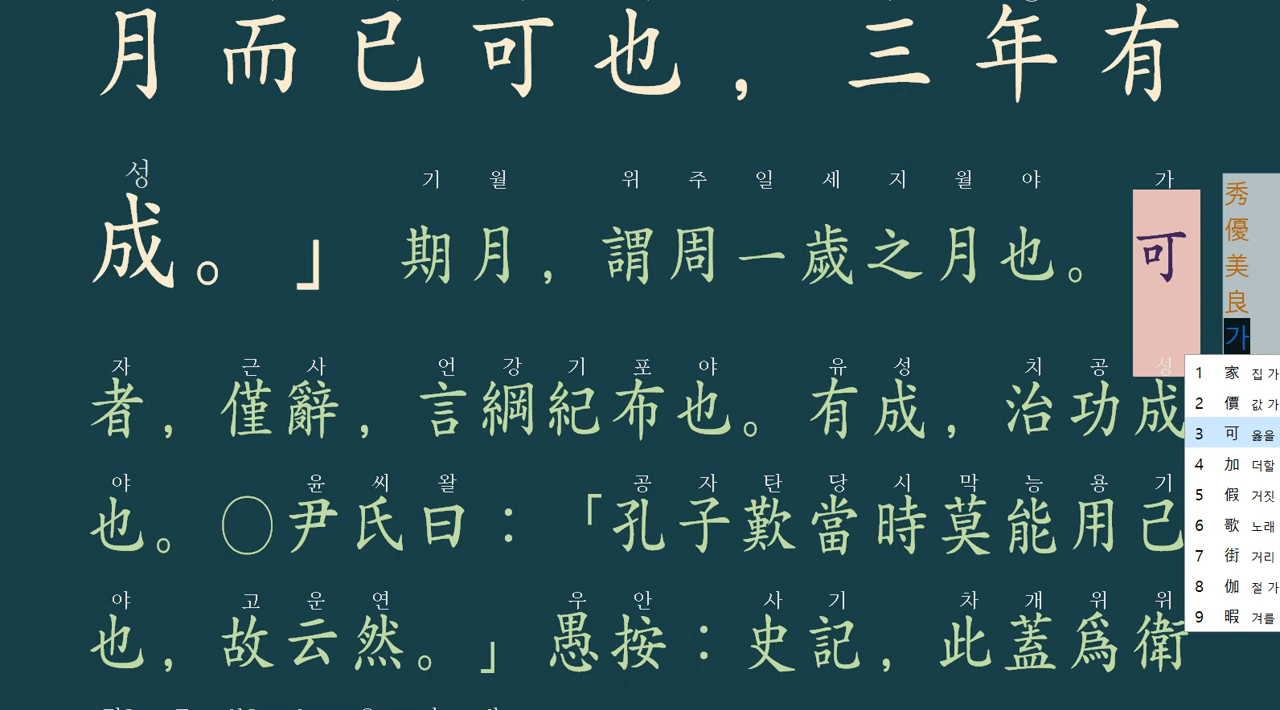 月而已可也，三年有
성
成。」
기 월 위 주 일 세 지 월 야 가
期月，謂周一歲之月也。可
자 근 사 언 강 기 포 야 유 성 치 공 성
者，僅辭，言綱紀布也。有成，治功成
야 윤 씨 왈 공 자 탄 당 시 막 능 용 기
也。○尹氏曰：「孔子歎當時莫能用己
야 고 운 연 우 안 사 기 차 개 위 위
也，故云然。」愚按：史記，此蓋爲衛
秀
優
美
良
가
1 家 집 가
2 價 값 가
3 可 옳을
4 加 더할
5 假 거짓
6 歌 노래
7 街 거리
8 伽 절 가
9 暇 겨를